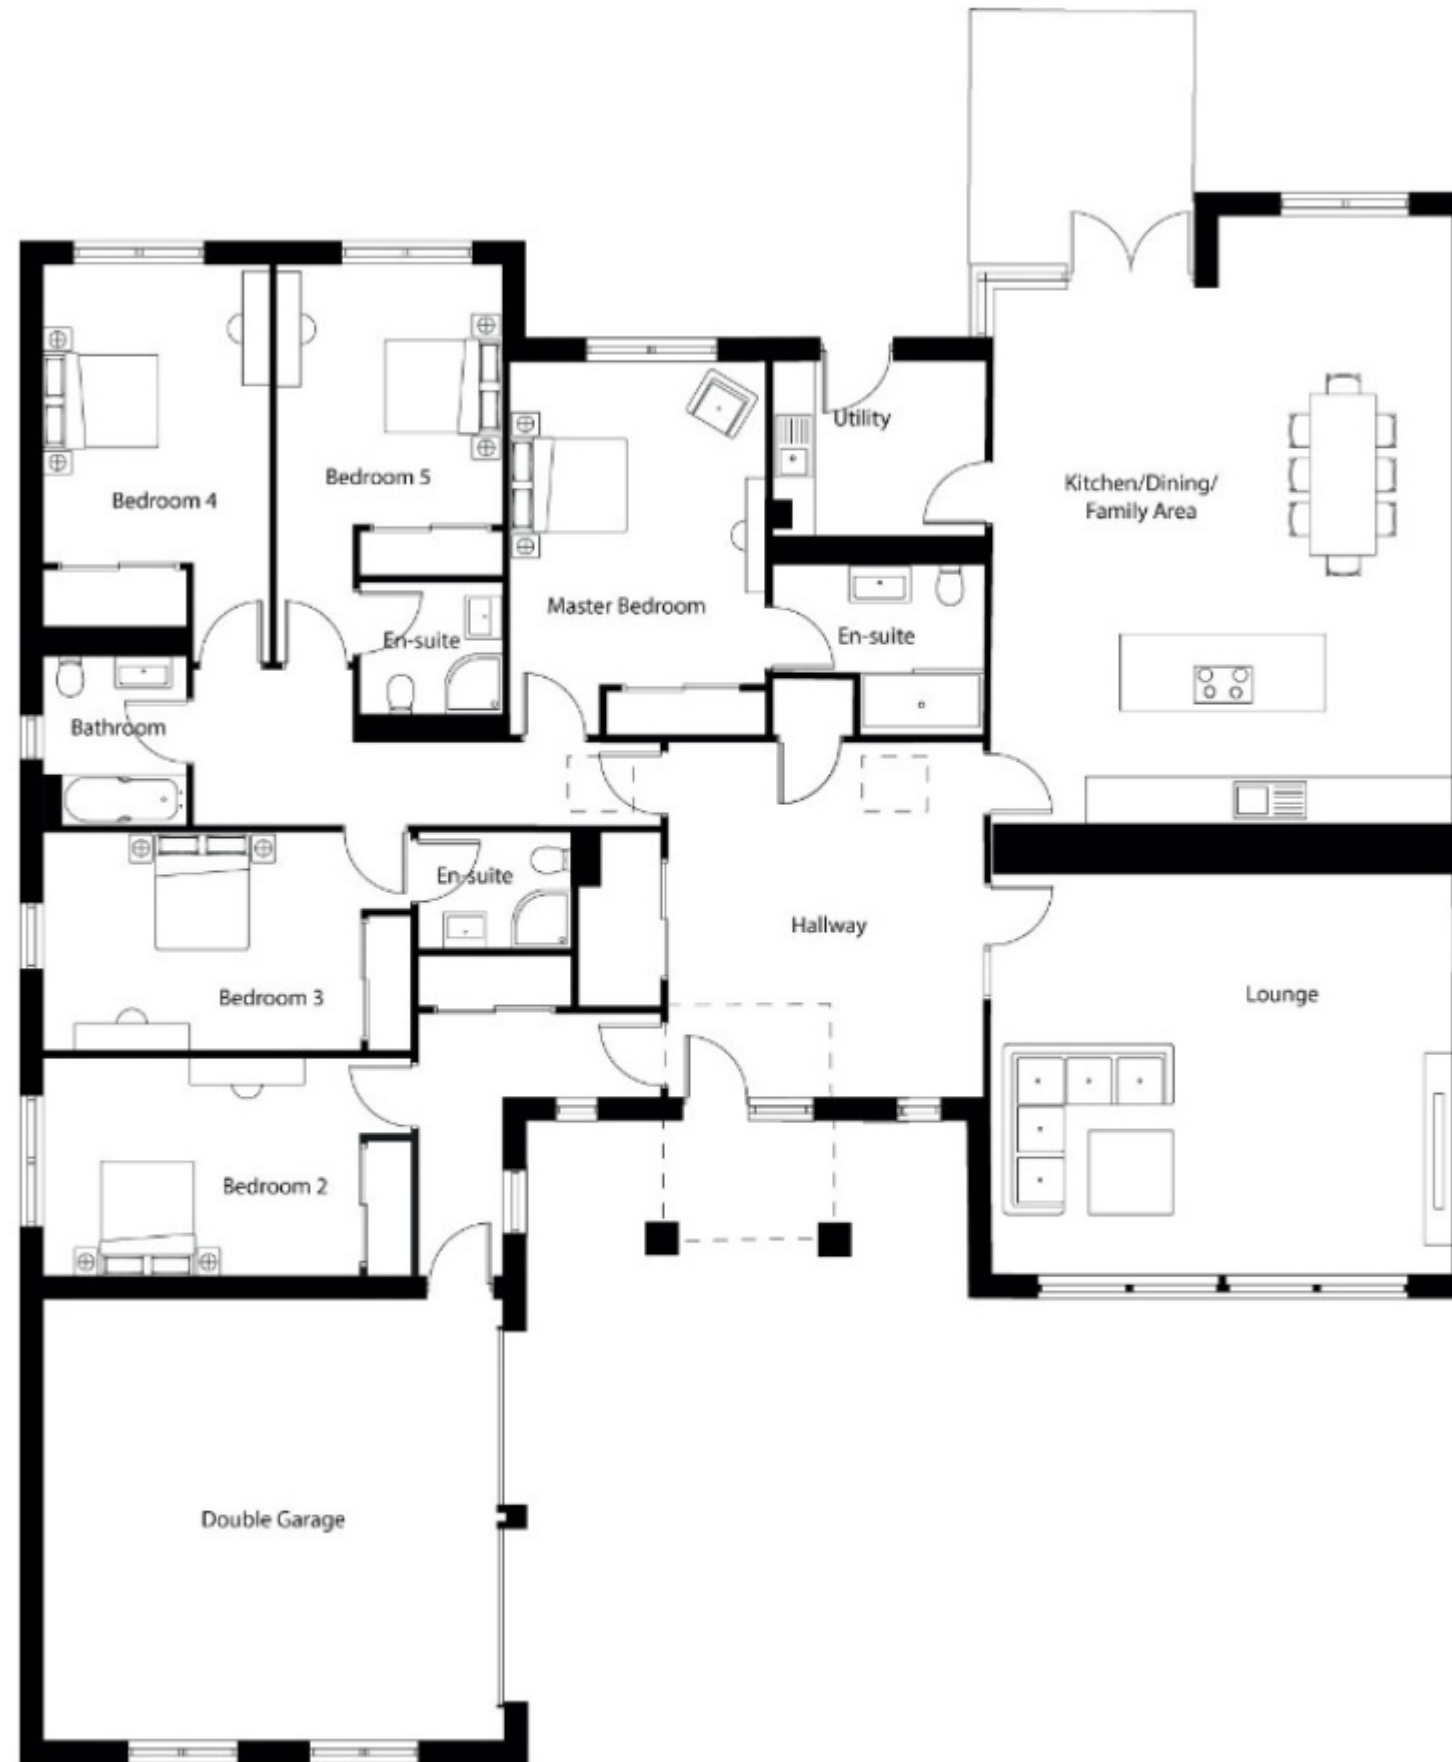 Utility
Bedroom 5
Bedroom 4
Kitchen/Dining/
Family Area
Master Bedroom
En-suite
En-suite
Bathroom
En-suite
Hallway
Bedroom 3
Lounge
Bedroom 2
Double Garage